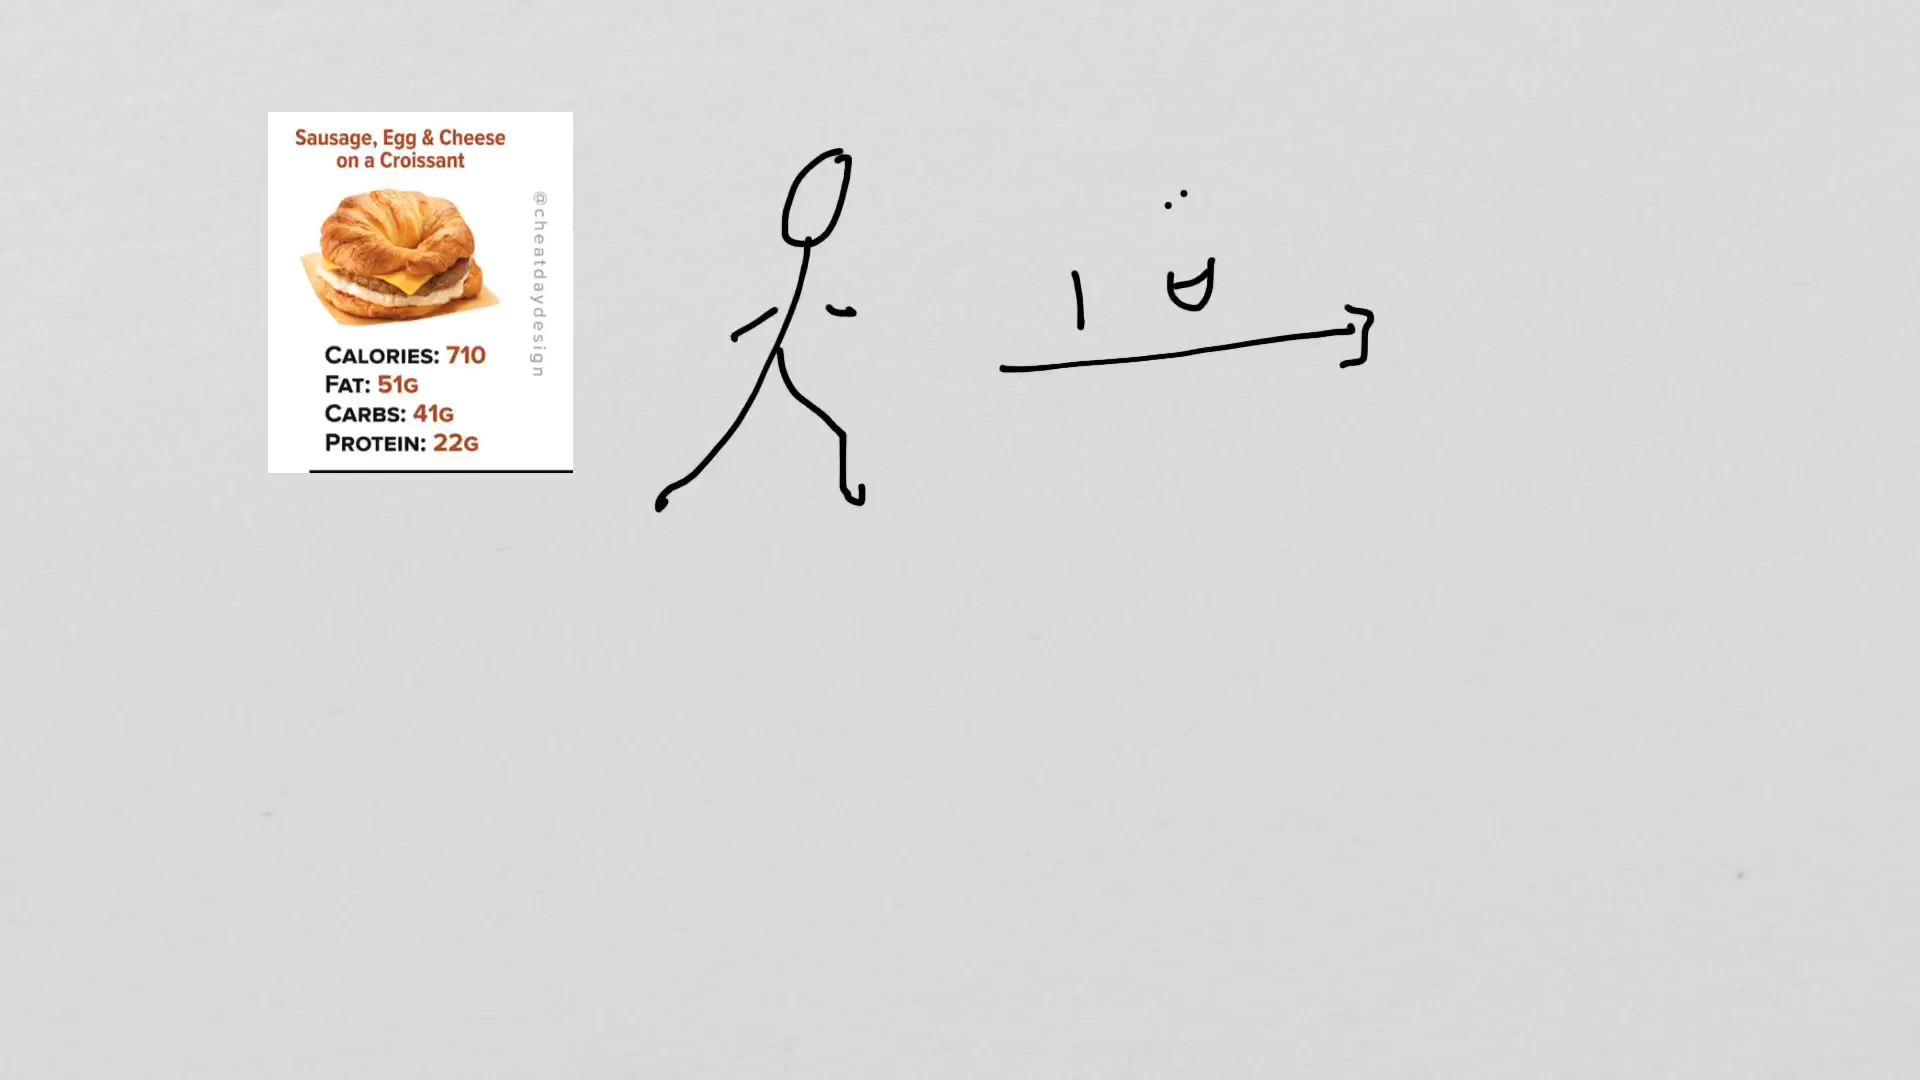 Sausage, Egg & Cheese
on a Croissant
@cheatdaydesign
CALORIES: 710
FAT: 51G
CARBS: 41G
PROTEIN: 22G